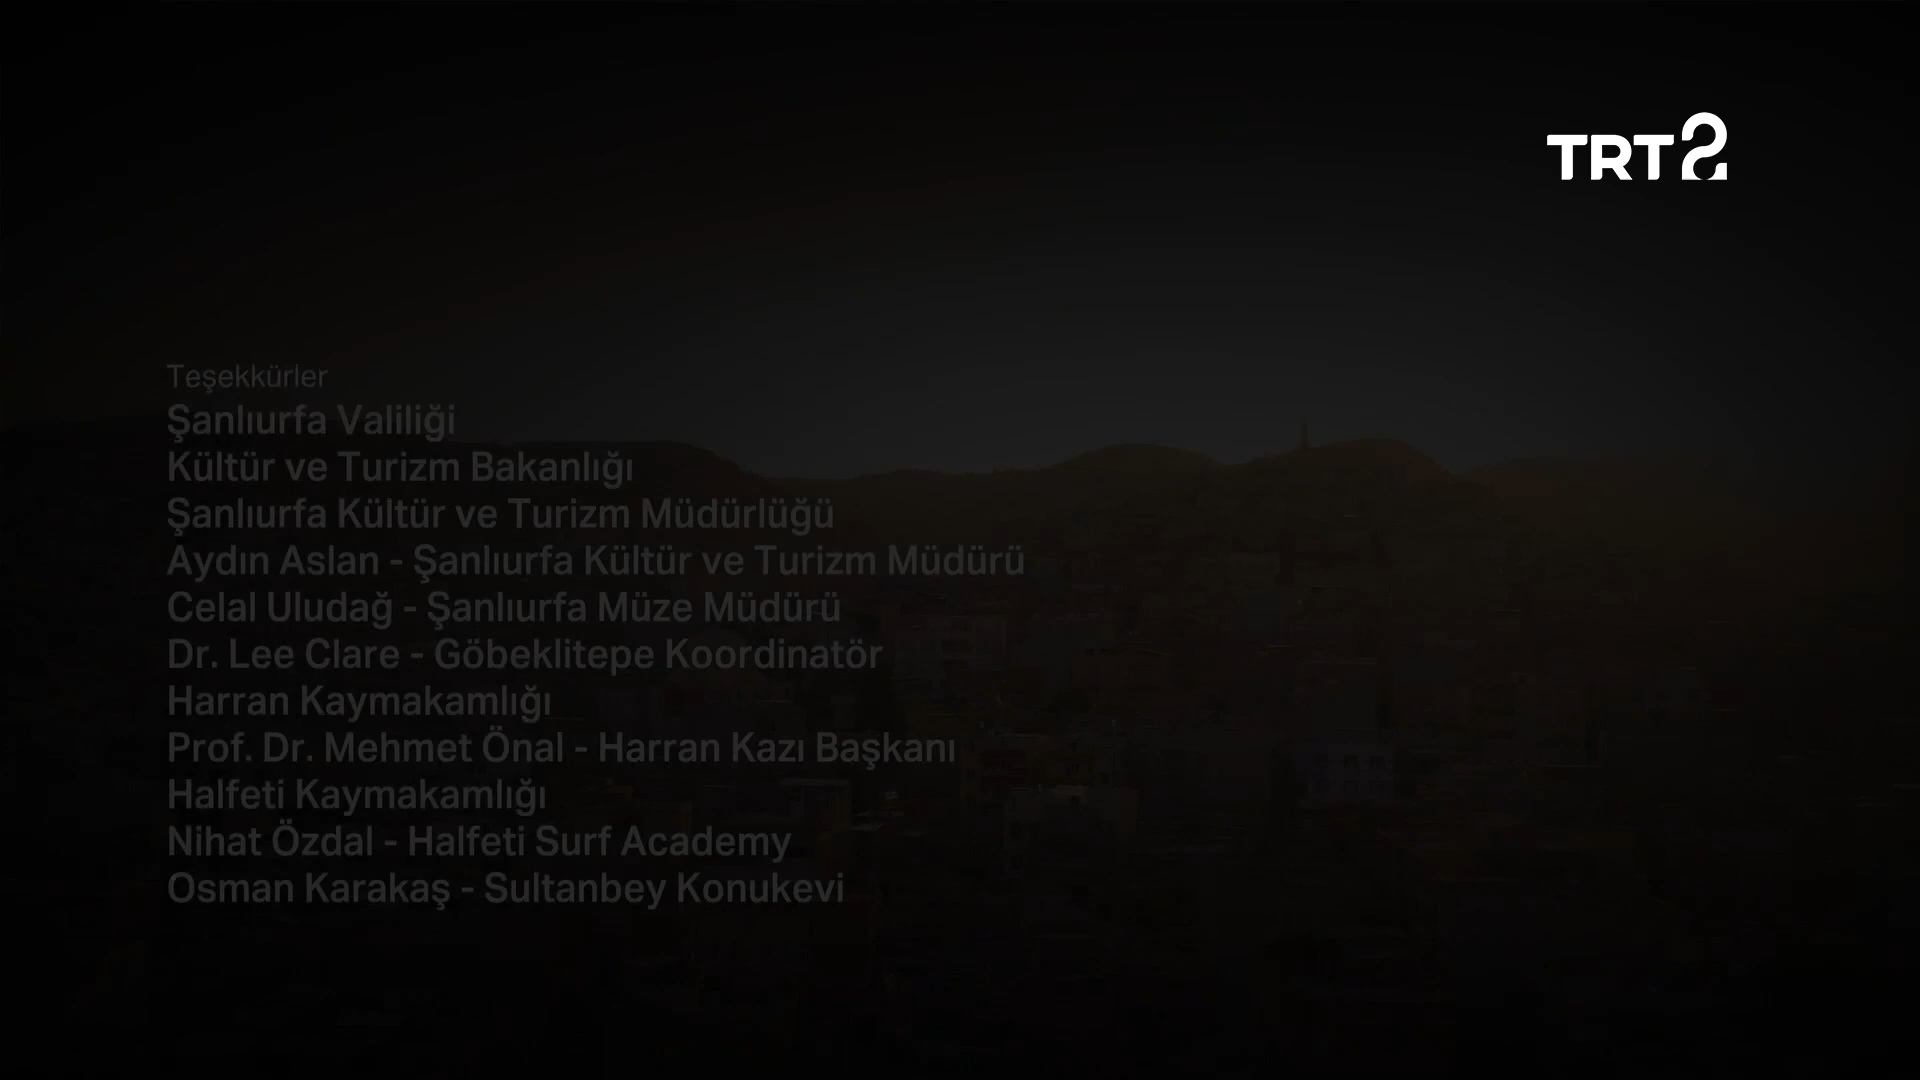 TRT2
Teşekkürler
Şanlıurfa Valiliği
Kültür ve Turizm Bakanlığı
Şanlıurfa Kültür ve Turizm Müdürlüğü
Aydın Aslan - Şanlıurfa Kültür ve Turizm Müdürü
Celal Uludağ - Şanlıurfa Müze Müdürü
Dr. Lee Clare - Göbeklitepe Koordinatör
Harran Kaymakamlığı
Prof. Dr. Mehmet Önal - Harran Kazı Başkanı
Halfeti Kaymakamlığı
Nihat Özdal - Halfeti Surf Academy
Osman Karakaş - Sultanbey Konukevi